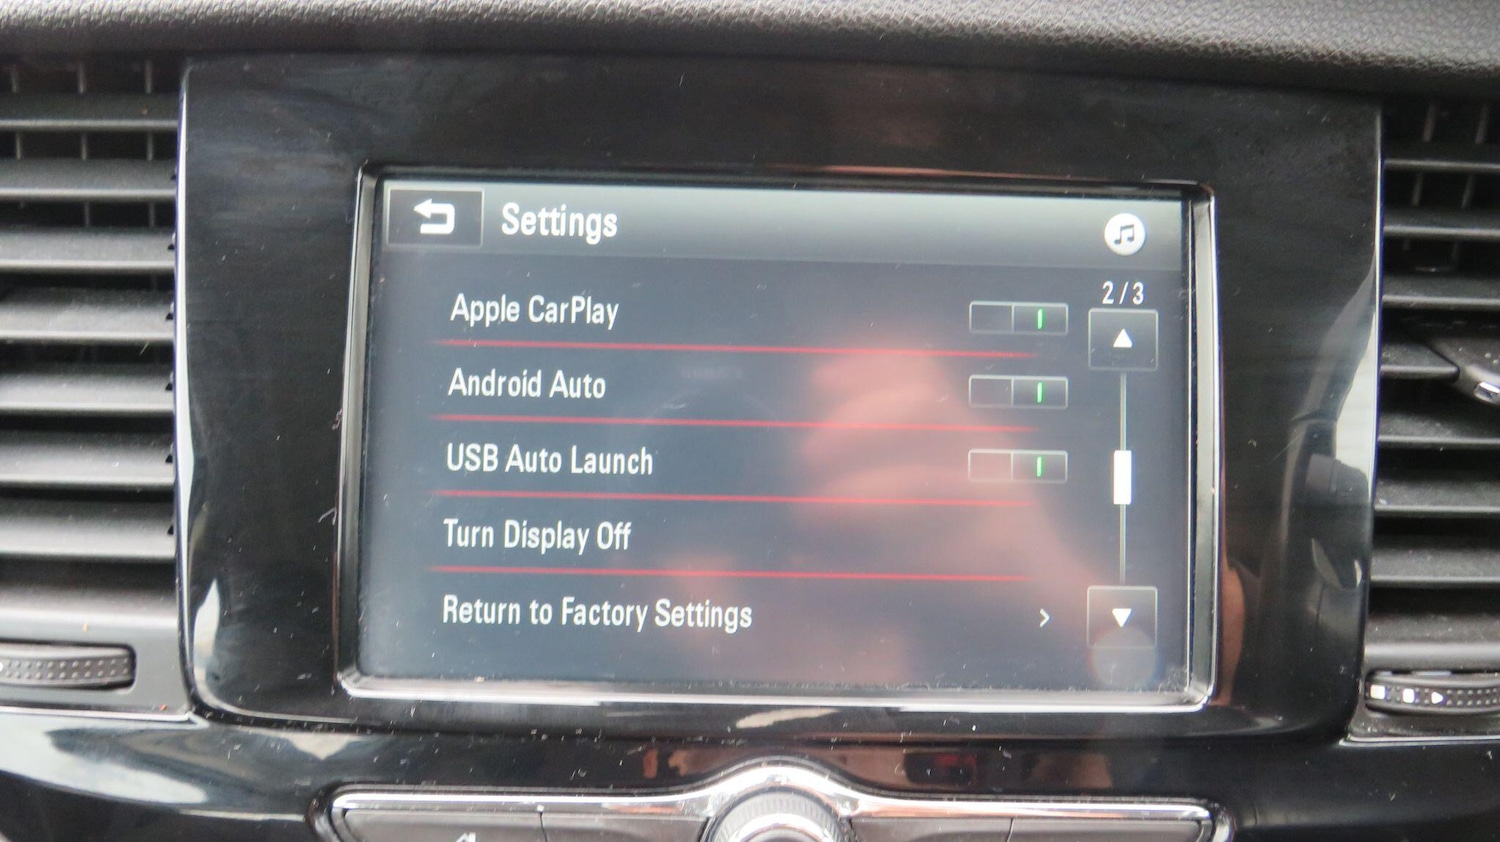 Settings
2/3
Apple CarPlay
Android Auto
USB Auto Launch
Turn Display Off
Return to Factory Settings